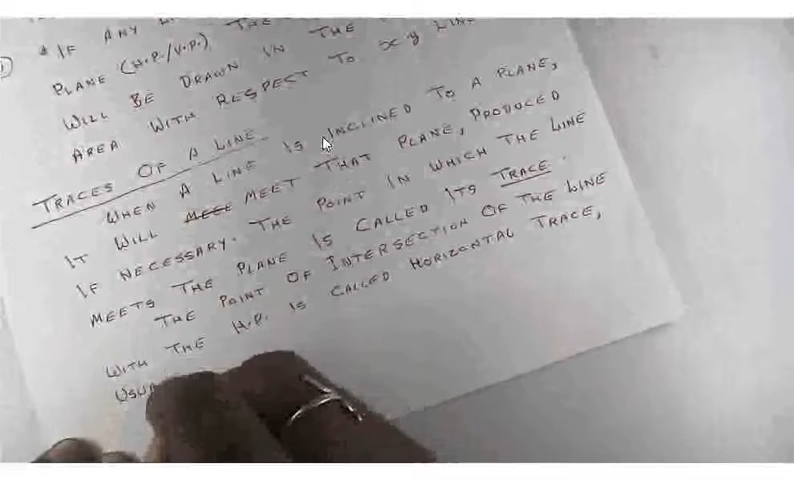 * IF ANY THE
PLANE (H.P./V.P.) THE
WILL BE DRAWN IN THE
AREA WITH RESPECT TO xy LINE
TRACES OF A LINE
WHEN A LINE IS INCLINED TO A PLANE,
IT WILL MEET THAT PLANE, PRODUCED
IF NECESSARY. THE POINT IN WHICH THE LINE
MEETS THE PLANE IS CALLED ITS TRACE.
THE POINT OF INTERSECTION OF THE LINE
WITH THE H.P. IS CALLED HORIZONTAL TRACE,
USUA